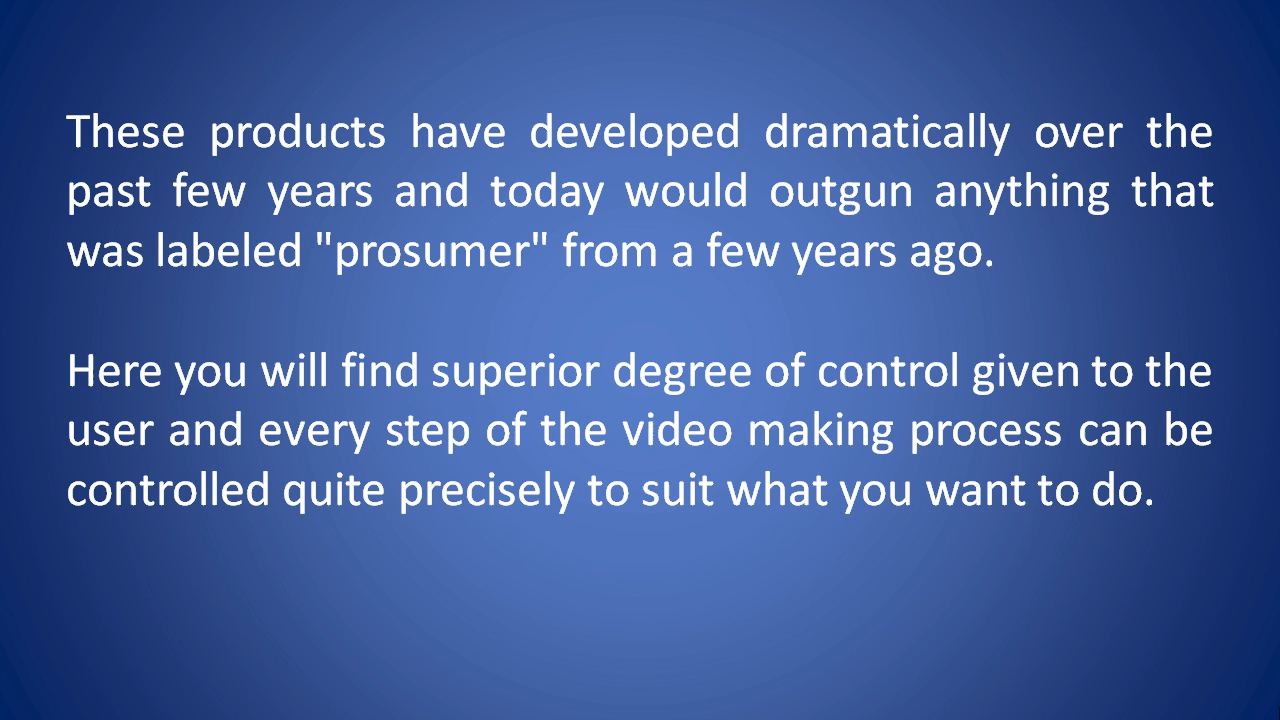 These products have developed dramatically over the
past few years and today would outgun anything that
was labeled "prosumer" from a few years ago.
Here you will find superior degree of control given to the
user and every step of the video making process can be
controlled quite precisely to suit what you want to do.